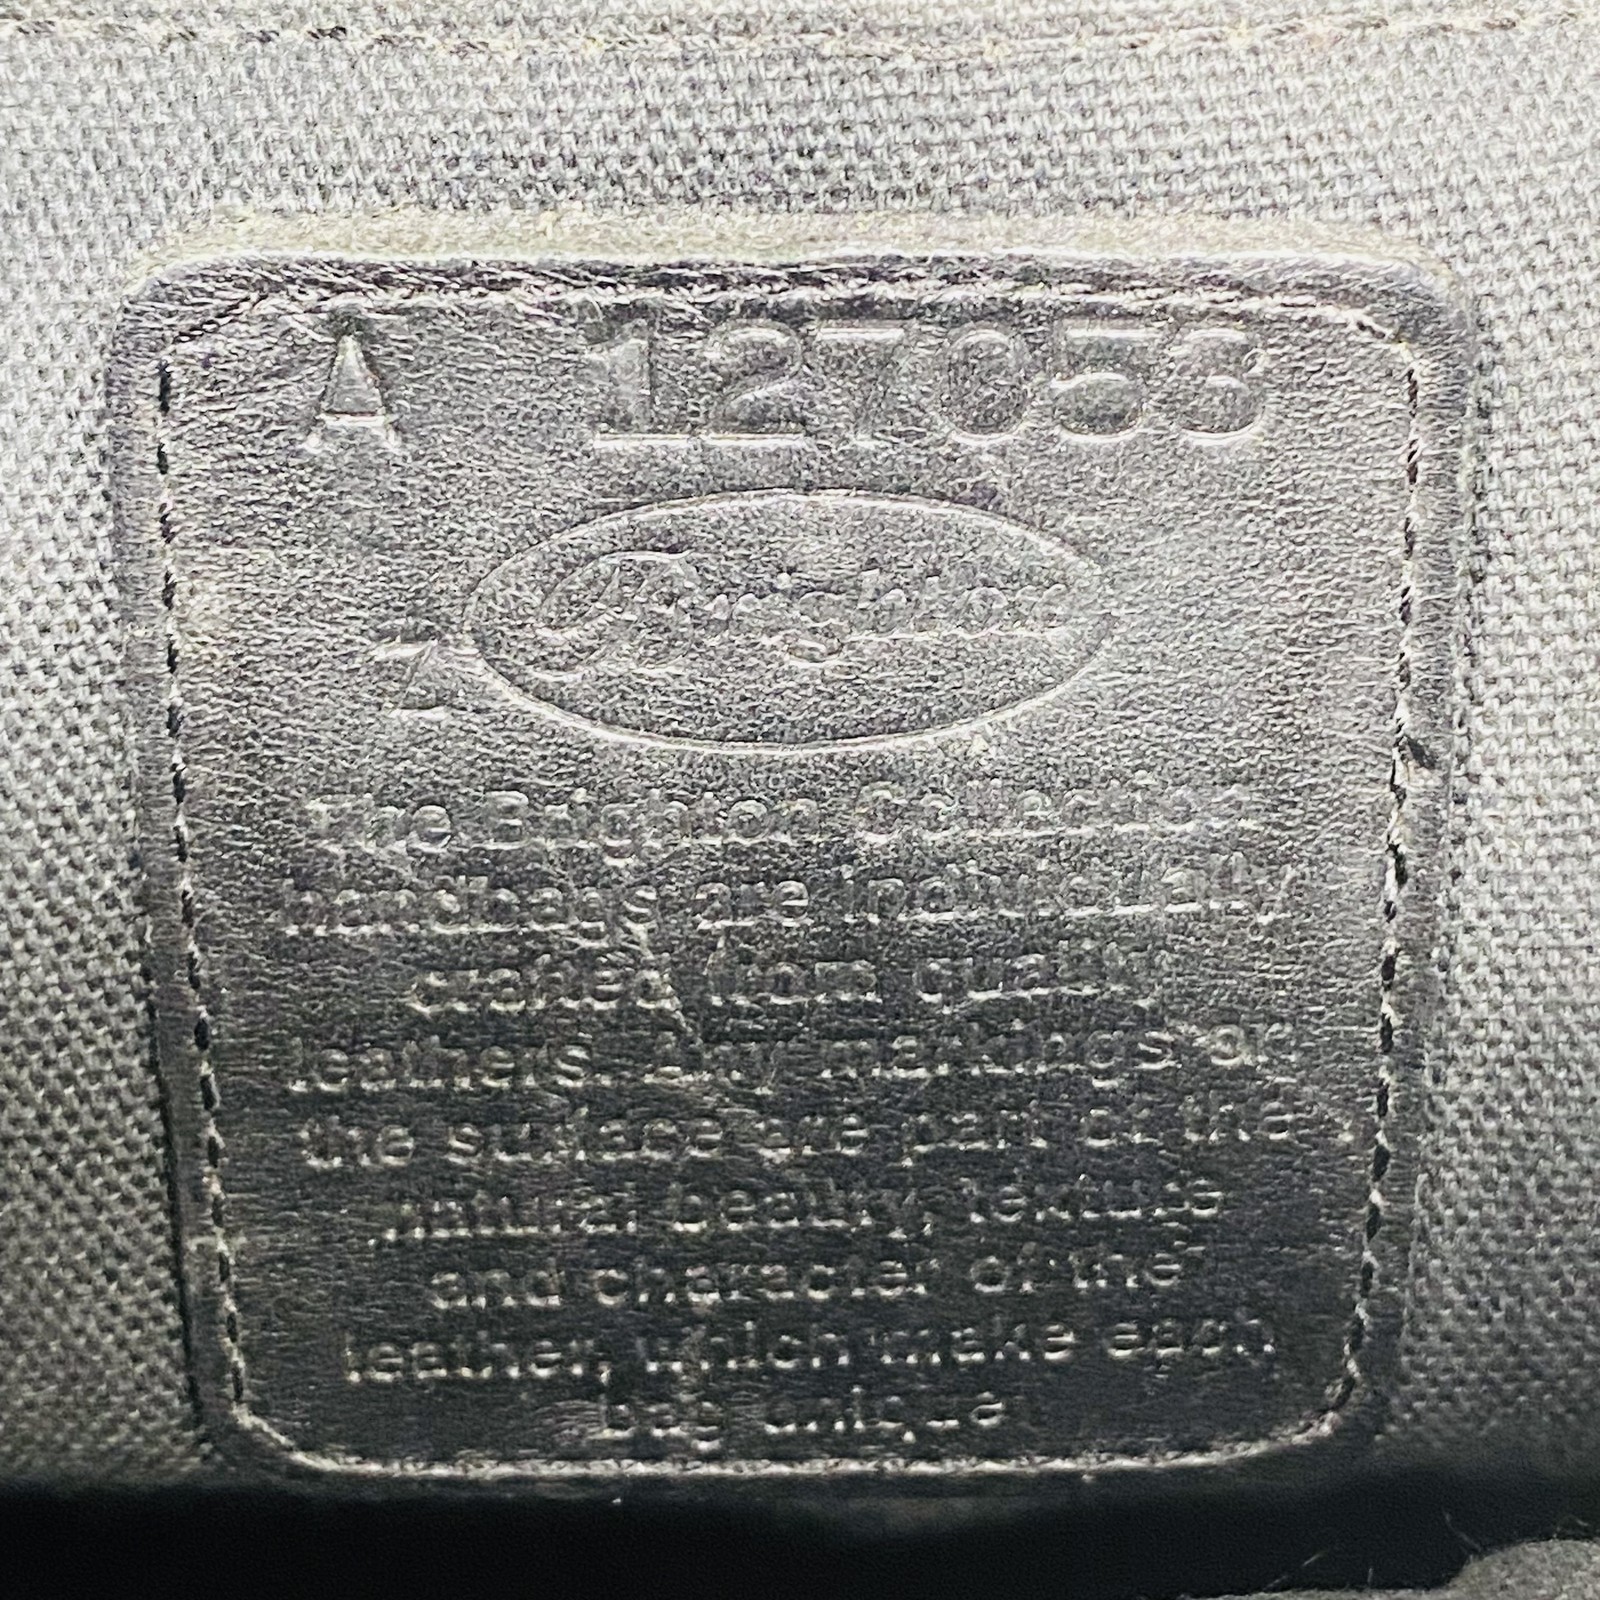 A 127053
Brighton
The Brighton Collection
handbags are individually
crafted from quality
leathers. Any markings or
the surface are part of the
natural beauty, texture
and character of the
leather, which make each
bag unique